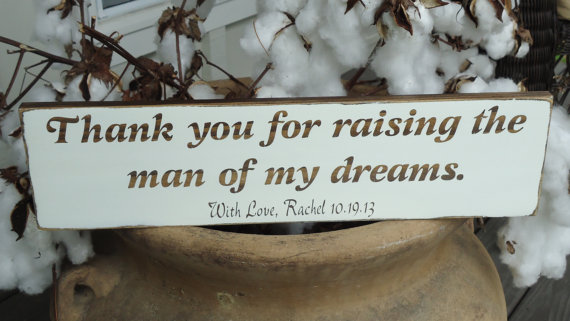 Thank you for raising the
man of my dreams.
With Love, Rachel 10.19.13